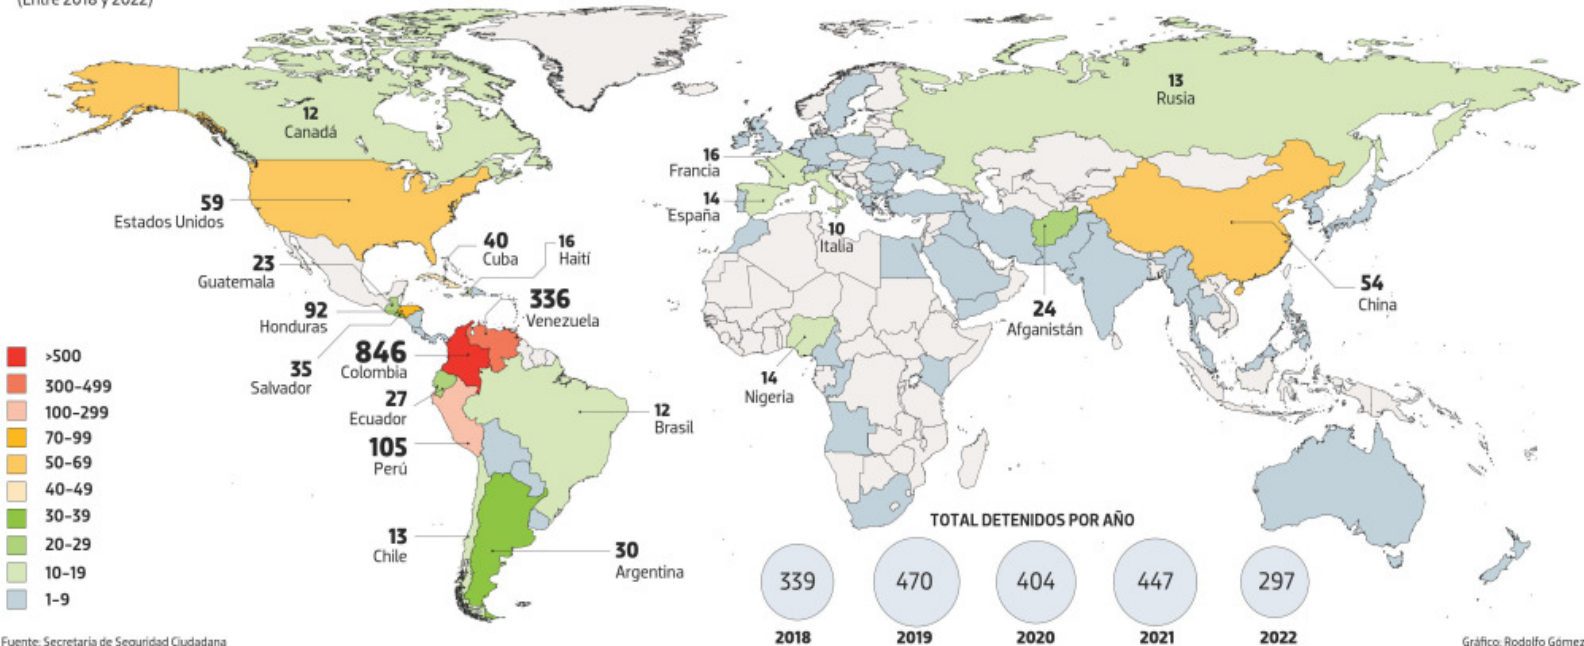 (Entre 2018 y 2022)
12
Canadá
13
Rusia
16
Francia
59
Estados Unidos
14
España
10
Italia
40
Cuba
16
Haití
23
Guatemala
54
China
336
Venezuela
92
Honduras
24
Afganistán
846
Colombia
35
Salvador
14
Nigeria
27
Ecuador
12
Brasil
105
Perú
13
Chile
30
Argentina
>500
300-499
100-299
70-99
50-69
40-49
30-39
20-29
10-19
1-9
TOTAL DETENIDOS POR AÑO
339
470
404
447
297
2018
2019
2020
2021
2022
Fuente: Secretaría de Seguridad Ciudadana
Gráfico: Rodolfo Gómez